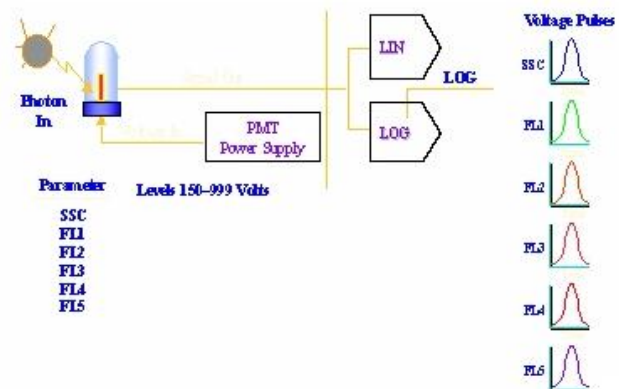 Voltage Pulses
SSC
FL1
FL2
FL3
FL4
FL5
Photon
In
LIN
LOG
LOG
PMT
Power Supply
Parameter
Levels 150-999 Volts
SSC
FL1
FL2
FL3
FL4
FL5